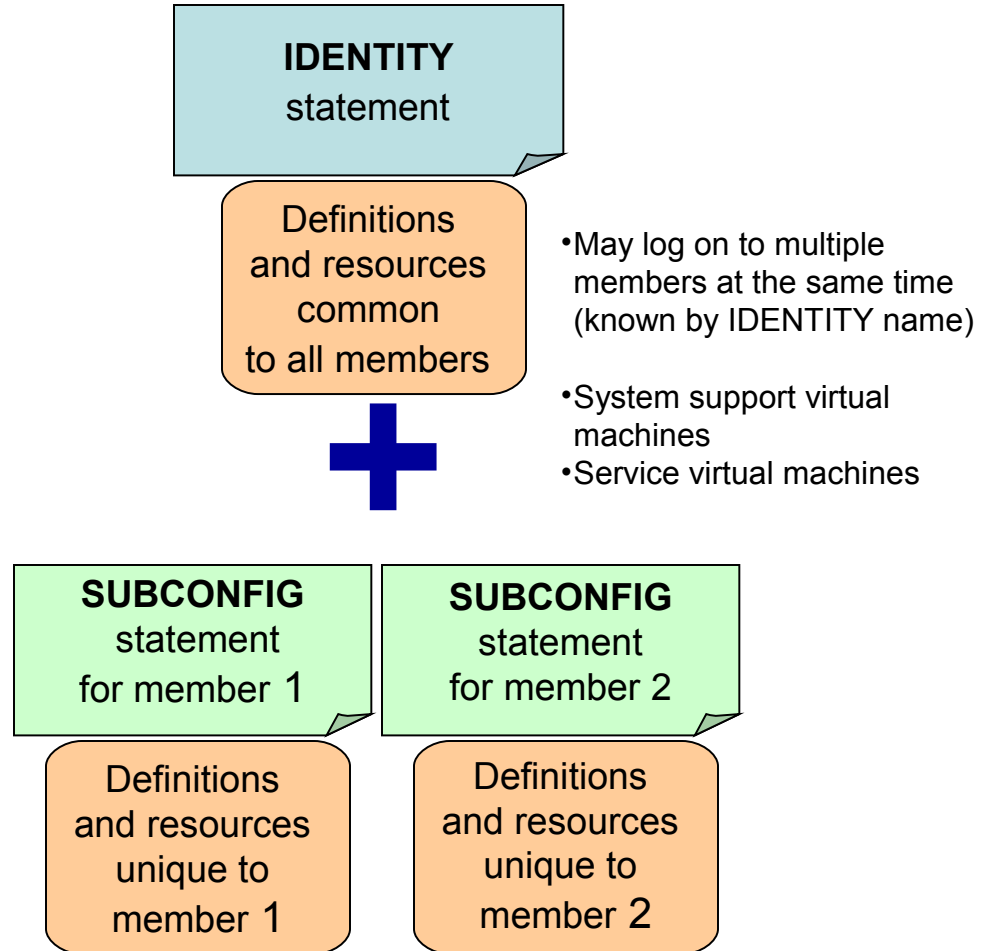 IDENTITY
statement
Definitions
and resources
common
to all members
•May log on to multiple
members at the same time
(known by IDENTITY name)
•System support virtual
machines
•Service virtual machines
SUBCONFIG
statement
for member 1
SUBCONFIG
statement
for member 2
Definitions
and resources
unique to
member 1
Definitions
and resources
unique to
member 2